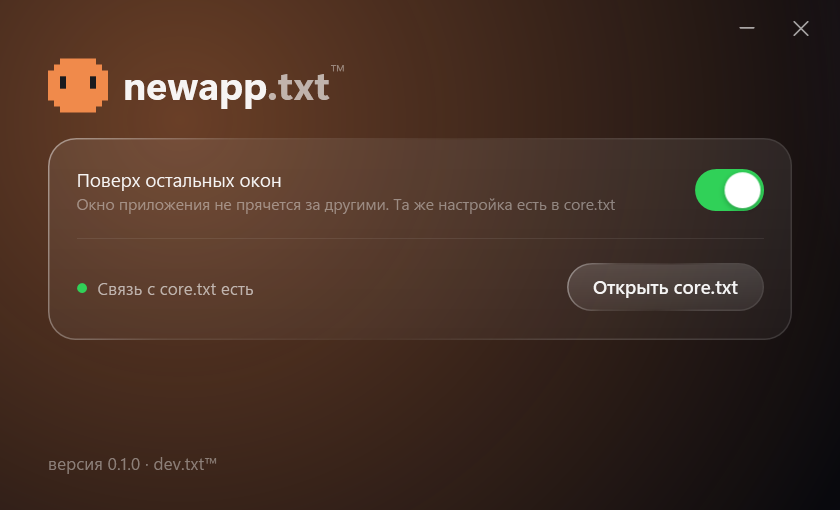 newapp.txt™
Поверх остальных окон
Окно приложения не прячется за другими. Та же настройка есть в core.txt
Связь с core.txt есть
Открыть core.txt
версия 0.1.0 · dev.txt™